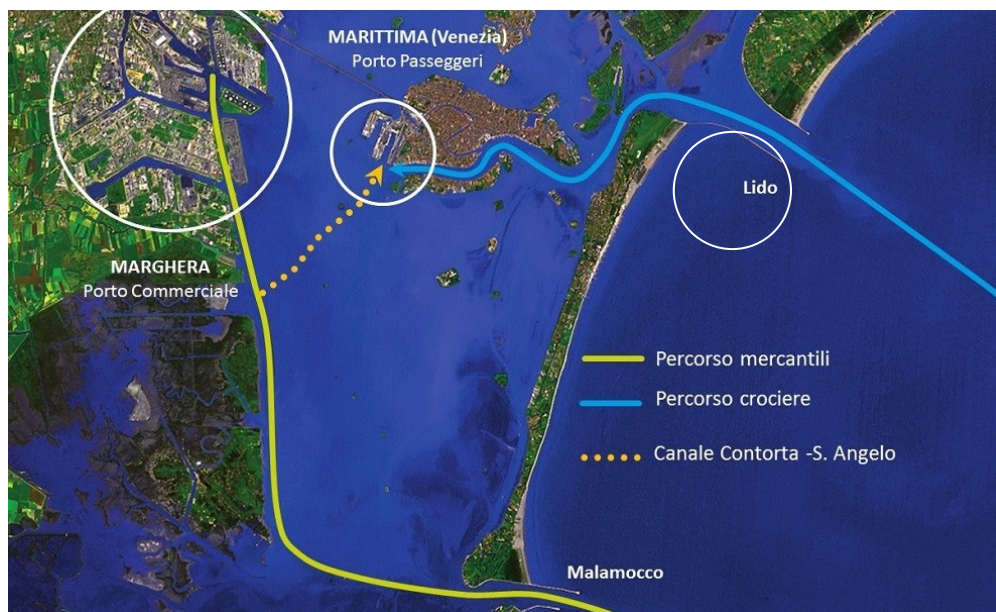 MARITTIMA (Venezia)
Porto Passeggeri
Lido
MARGHERA
Porto Commerciale
Percorso mercantili
Percorso crociere
Canale Contorta -S. Angelo
Malamocco